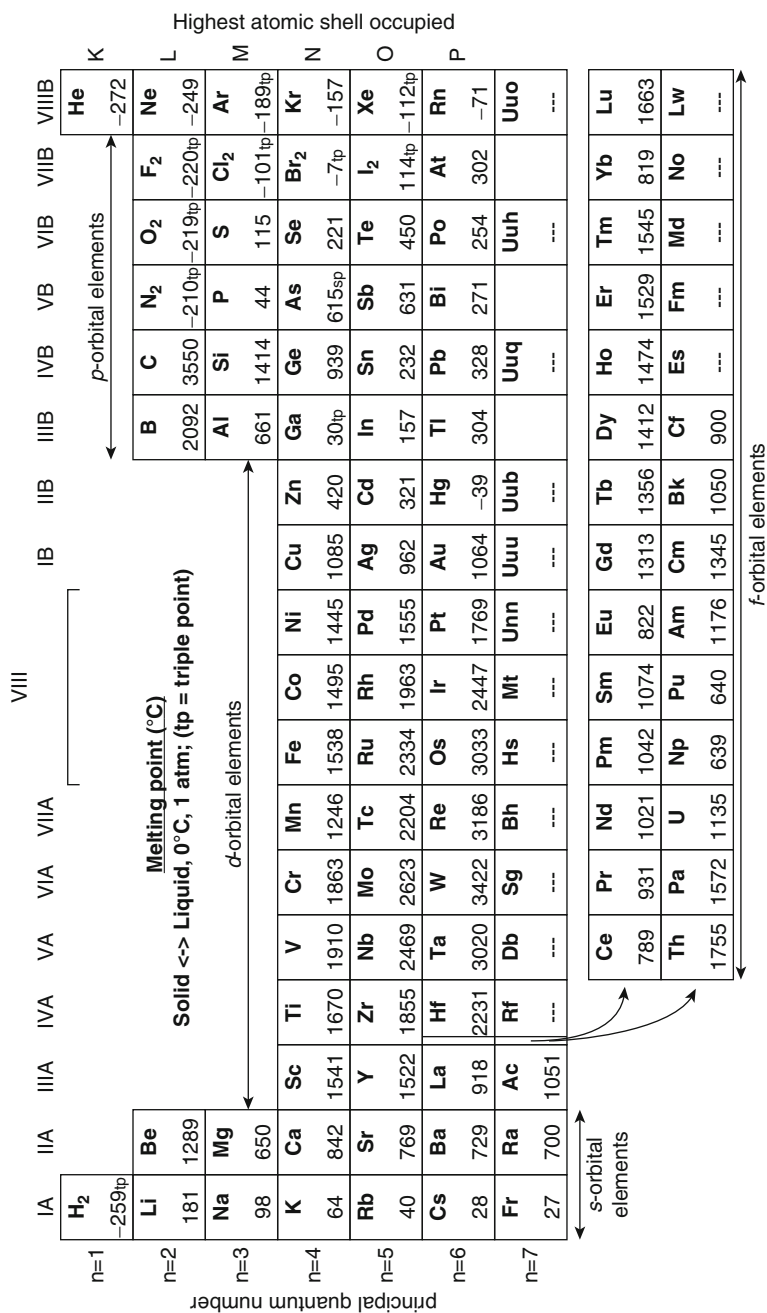 VIII
IA IIA IIIA IVA VA VIA VIIA IB IIB IIIB IVB VB VIB VIIB VIIIB
Highest atomic shell occupied
principal quantum number
Melting point (°C)
Solid <-> Liquid, 0°C, 1 atm; (tp = triple point)
p-orbital elements
d-orbital elements
n=1 H2 He K
−259tp −272
n=2 Li Be B C N2 O2 F2 Ne L
181 1289 2092 3550 −210tp −219tp −220tp −249
n=3 Na Mg Al Si P S Cl2 Ar M
98 650 661 1414 44 115 −101tp −189tp
n=4 K Ca Sc Ti V Cr Mn Fe Co Ni Cu Zn Ga Ge As Se Br2 Kr N
64 842 1541 1670 1910 1863 1246 1538 1495 1445 1085 420 30tp 939 615sp 221 −7tp −157
n=5 Rb Sr Y Zr Nb Mo Tc Ru Rh Pd Ag Cd In Sn Sb Te I2 Xe O
40 769 1522 1855 2469 2623 2204 2334 1963 1555 962 321 157 232 631 450 114tp −112tp
n=6 Cs Ba La Hf Ta W Re Os Ir Pt Au Hg Tl Pb Bi Po At Rn P
28 729 918 2231 3020 3422 3186 3033 2447 1769 1064 −39 304 328 271 254 302 −71
n=7 Fr Ra Ac Rf Db Sg Bh Hs Mt Unn Uuu Uub Uuq Uuh Uuo
27 700 1051 --- --- --- --- --- --- --- --- --- --- --- ---
s-orbital
elements
Ce Pr Nd Pm Sm Eu Gd Tb Dy Ho Er Tm Yb Lu
789 931 1021 1042 1074 822 1313 1356 1412 1474 1529 1545 819 1663
Th Pa U Np Pu Am Cm Bk Cf Es Fm Md No Lw
1755 1572 1135 639 640 1176 1345 1050 900 --- --- --- --- ---
f-orbital elements